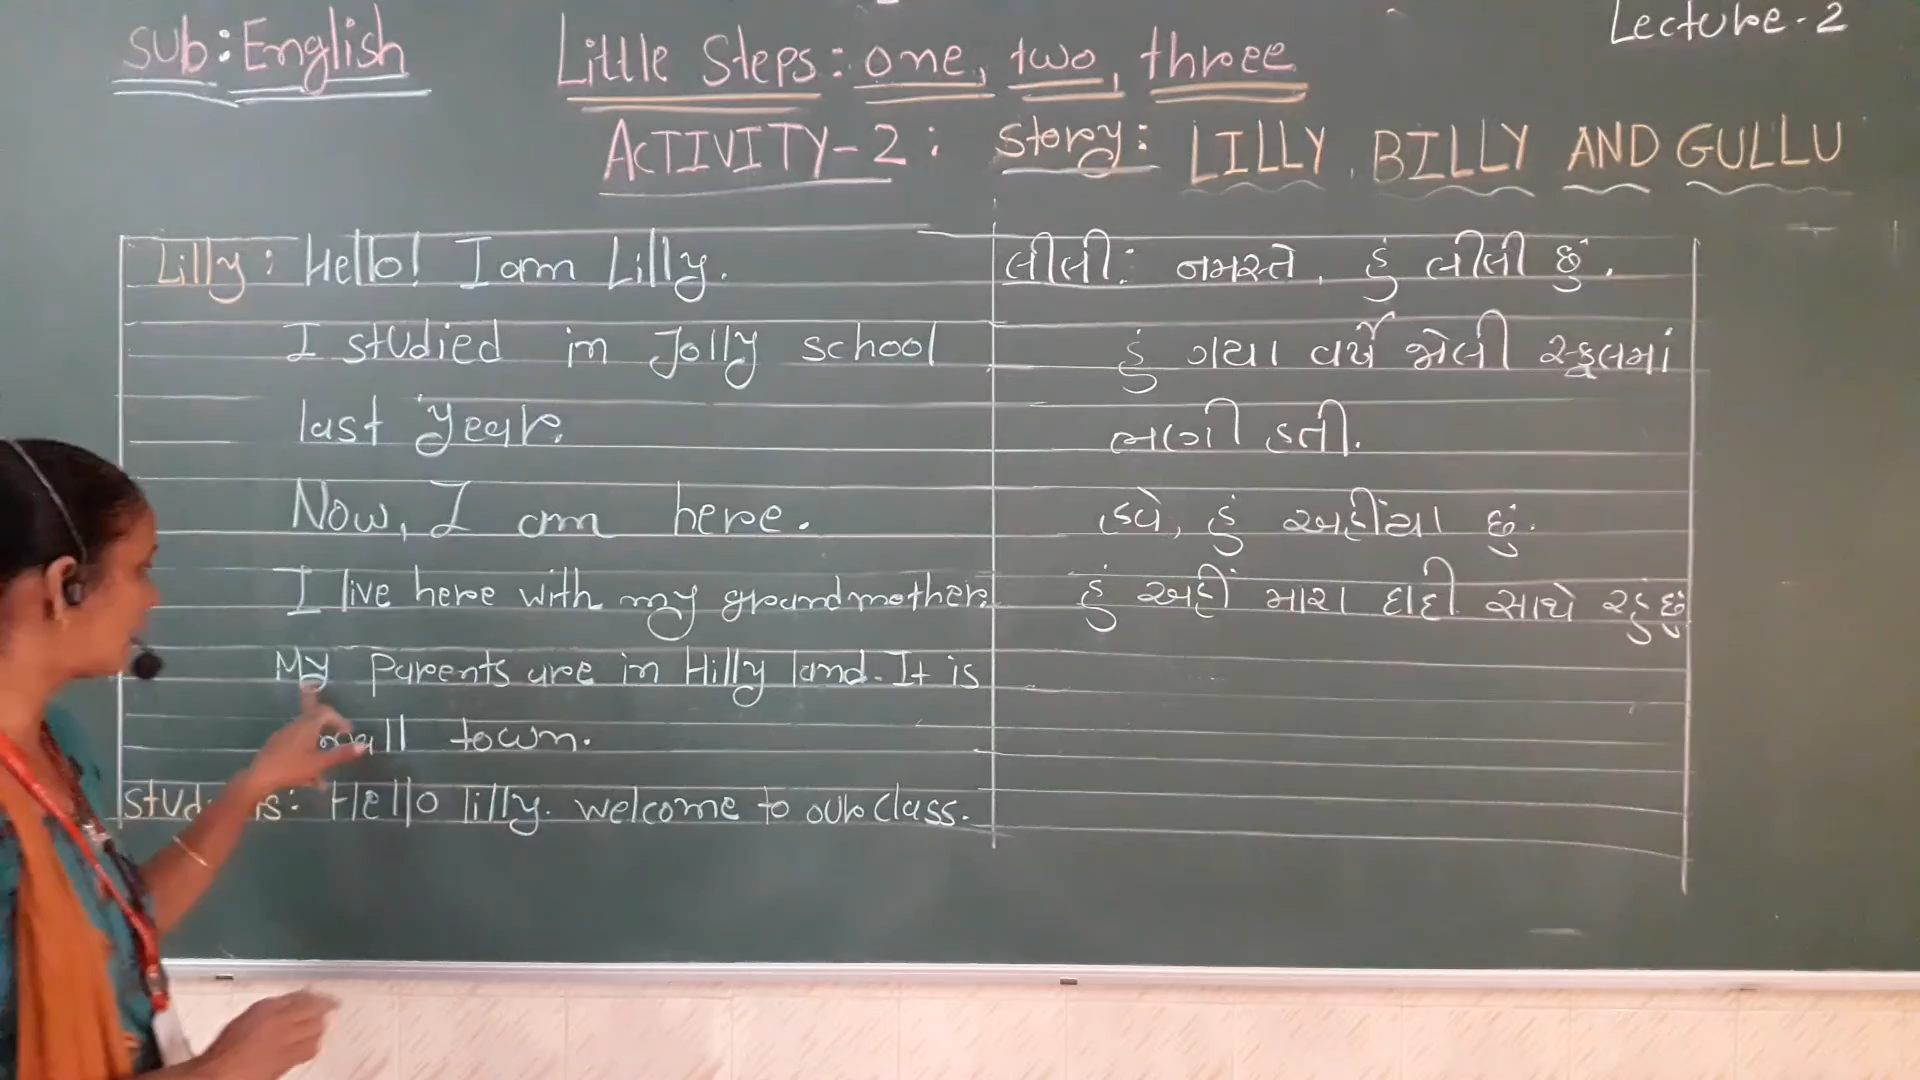 Sub: English
Little Steps: one, two, three
Lecture-2
ACTIVITY-2: Story: LILLY, BILLY AND GULLU
Lilly: Hello! I am Lilly.
I studied in Jolly school
last year.
Now, I am here.
I live here with my grandmother.
My Parents are in Hilly land. It is
town.
Hello lilly. welcome to our class.
લીલી: નમસ્તે, હું લીલી છું.
હું ગયા વર્ષે જોલી સ્કૂલમાં
ભણી હતી.
હવે, હું અહીંયા છું.
હું અહીં મારા દાદી સાથે રહું છું